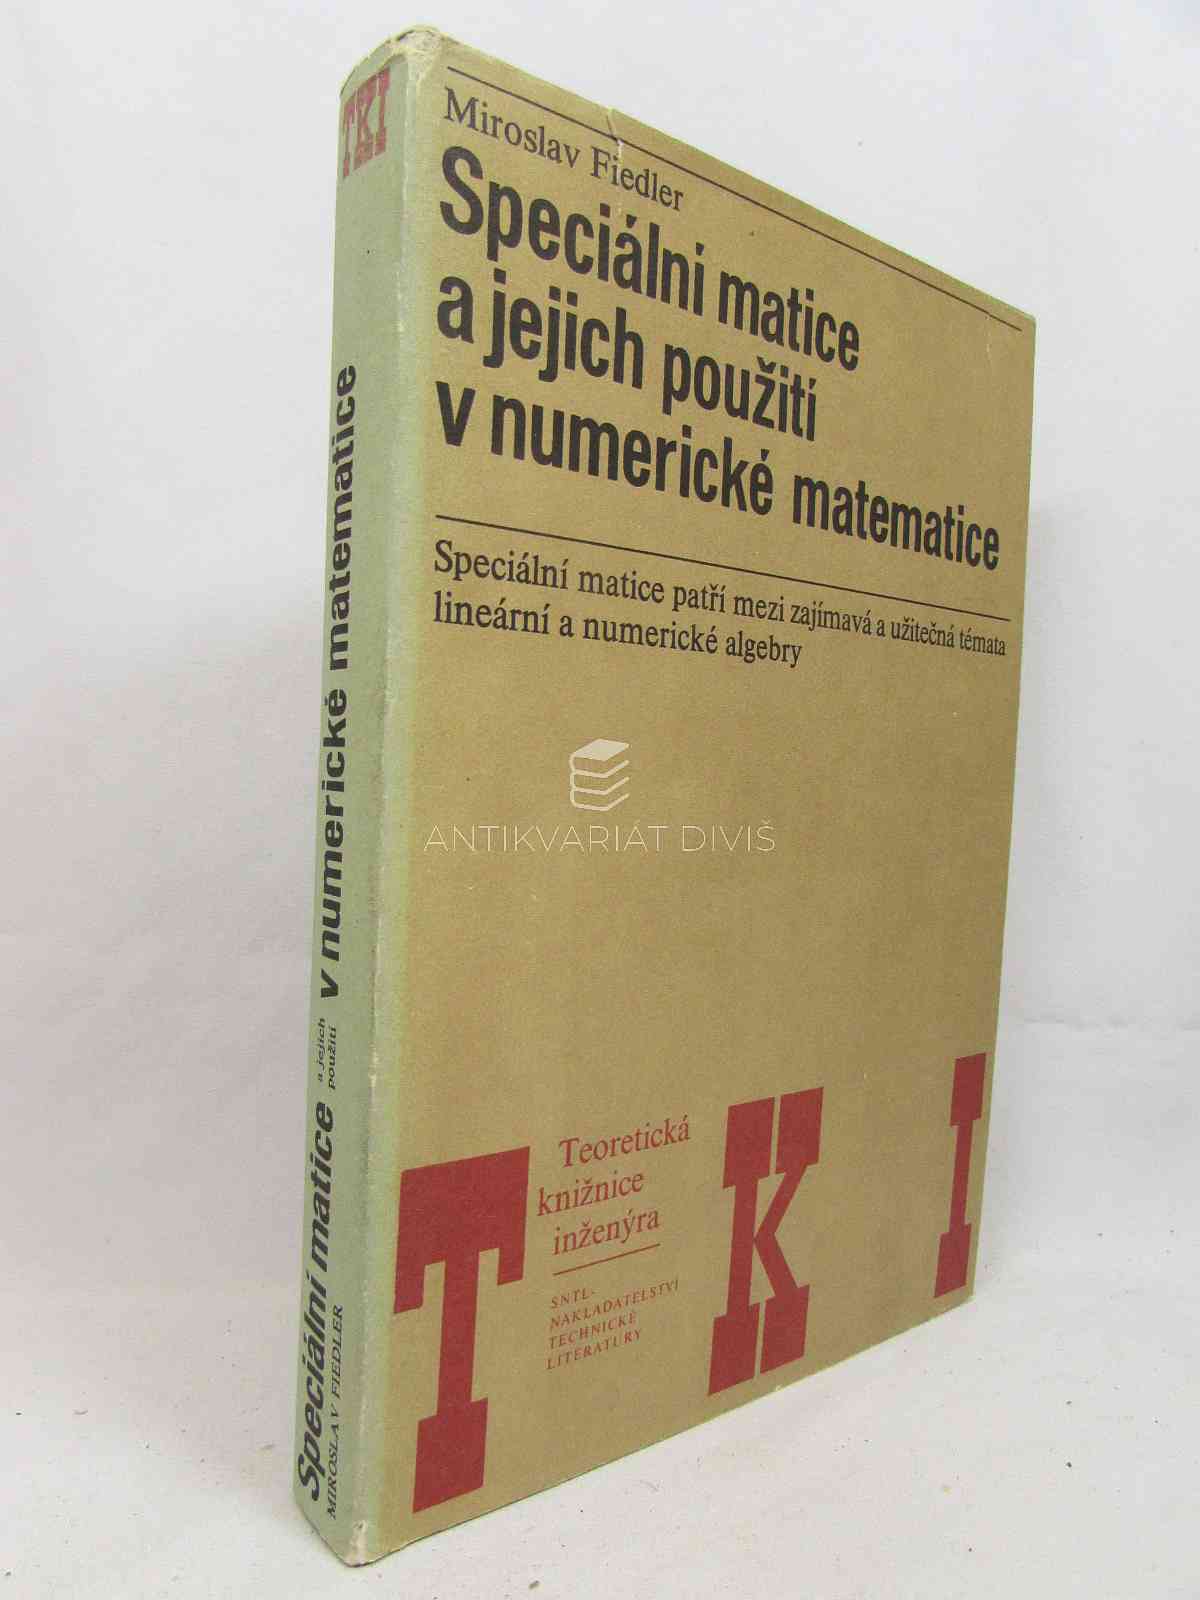 TKI
Speciální matice a jejich použití v numerické matematice
MIROSLAV FIEDLER
Miroslav Fiedler
Speciální matice
a jejich použití
v numerické matematice
Speciální matice patří mezi zajímavá a užitečná témata
lineární a numerické algebry
ANTIKVARIÁT DIVIŠ
T K I
Teoretická
knižnice
inženýra
SNTL-
NAKLADATELSTVÍ
TECHNICKÉ
LITERATURY